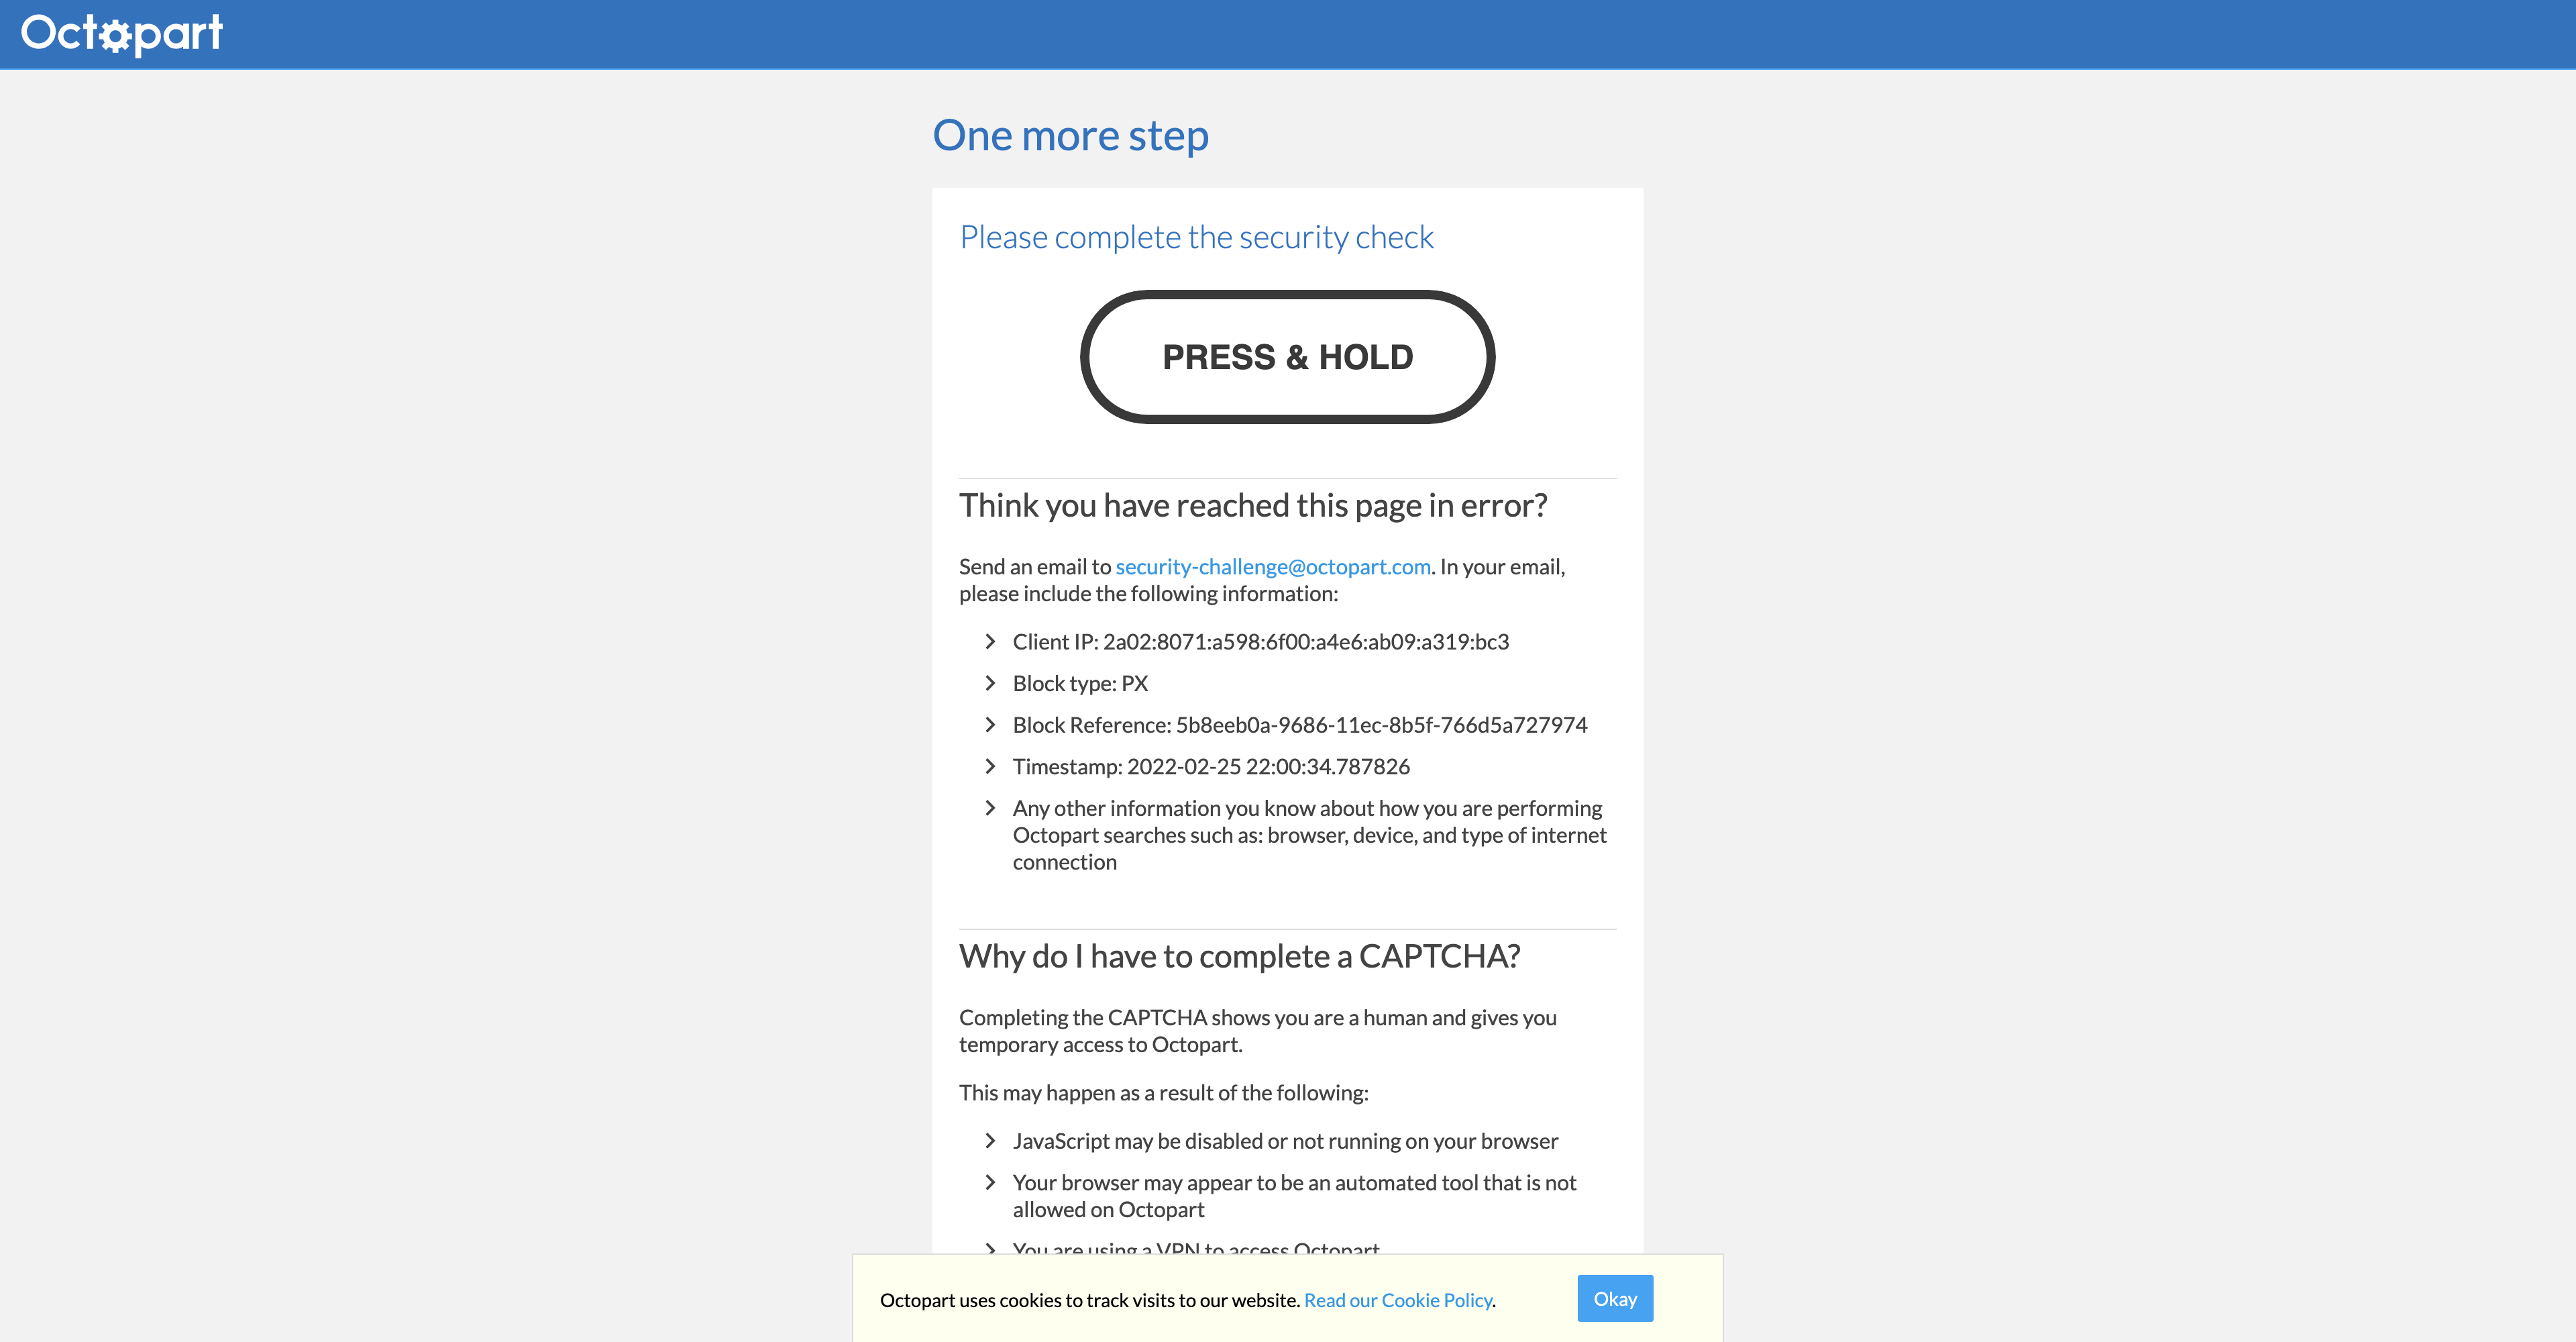 Octopart
One more step
Please complete the security check
PRESS & HOLD
Think you have reached this page in error?
Send an email to security-challenge@octopart.com. In your email,
please include the following information:
Client IP: 2a02:8071:a598:6f00:a4e6:ab09:a319:bc3
Block type: PX
Block Reference: 5b8eeb0a-9686-11ec-8b5f-766d5a727974
Timestamp: 2022-02-25 22:00:34.787826
Any other information you know about how you are performing
Octopart searches such as: browser, device, and type of internet
connection
Why do I have to complete a CAPTCHA?
Completing the CAPTCHA shows you are a human and gives you
temporary access to Octopart.
This may happen as a result of the following:
JavaScript may be disabled or not running on your browser
Your browser may appear to be an automated tool that is not
allowed on Octopart
You are using a VPN to access Octopart
Octopart uses cookies to track visits to our website. Read our Cookie Policy.
Okay